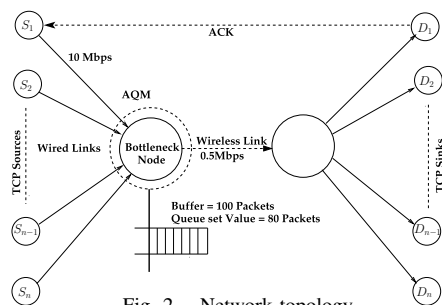 S1
D1
ACK
10 Mbps
S2
D2
AQM
TCP Sources
Wired Links
Bottleneck
Node
Wireless Link
0.5Mbps
TCP Sinks
Buffer = 100 Packets
Queue set Value = 80 Packets
Sn−1
Dn−1
Sn
Dn
Fig. 2. Network topology